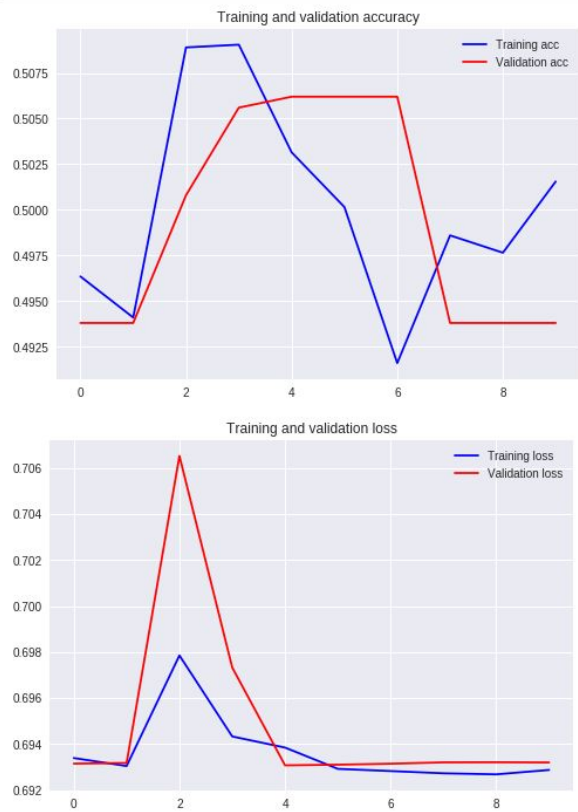 Training and validation accuracy
Training acc
Validation acc
0.5075
0.5050
0.5025
0.5000
0.4975
0.4950
0.4925
0 2 4 6 8
Training and validation loss
Training loss
Validation loss
0.706
0.704
0.702
0.700
0.698
0.696
0.694
0.692
0 2 4 6 8